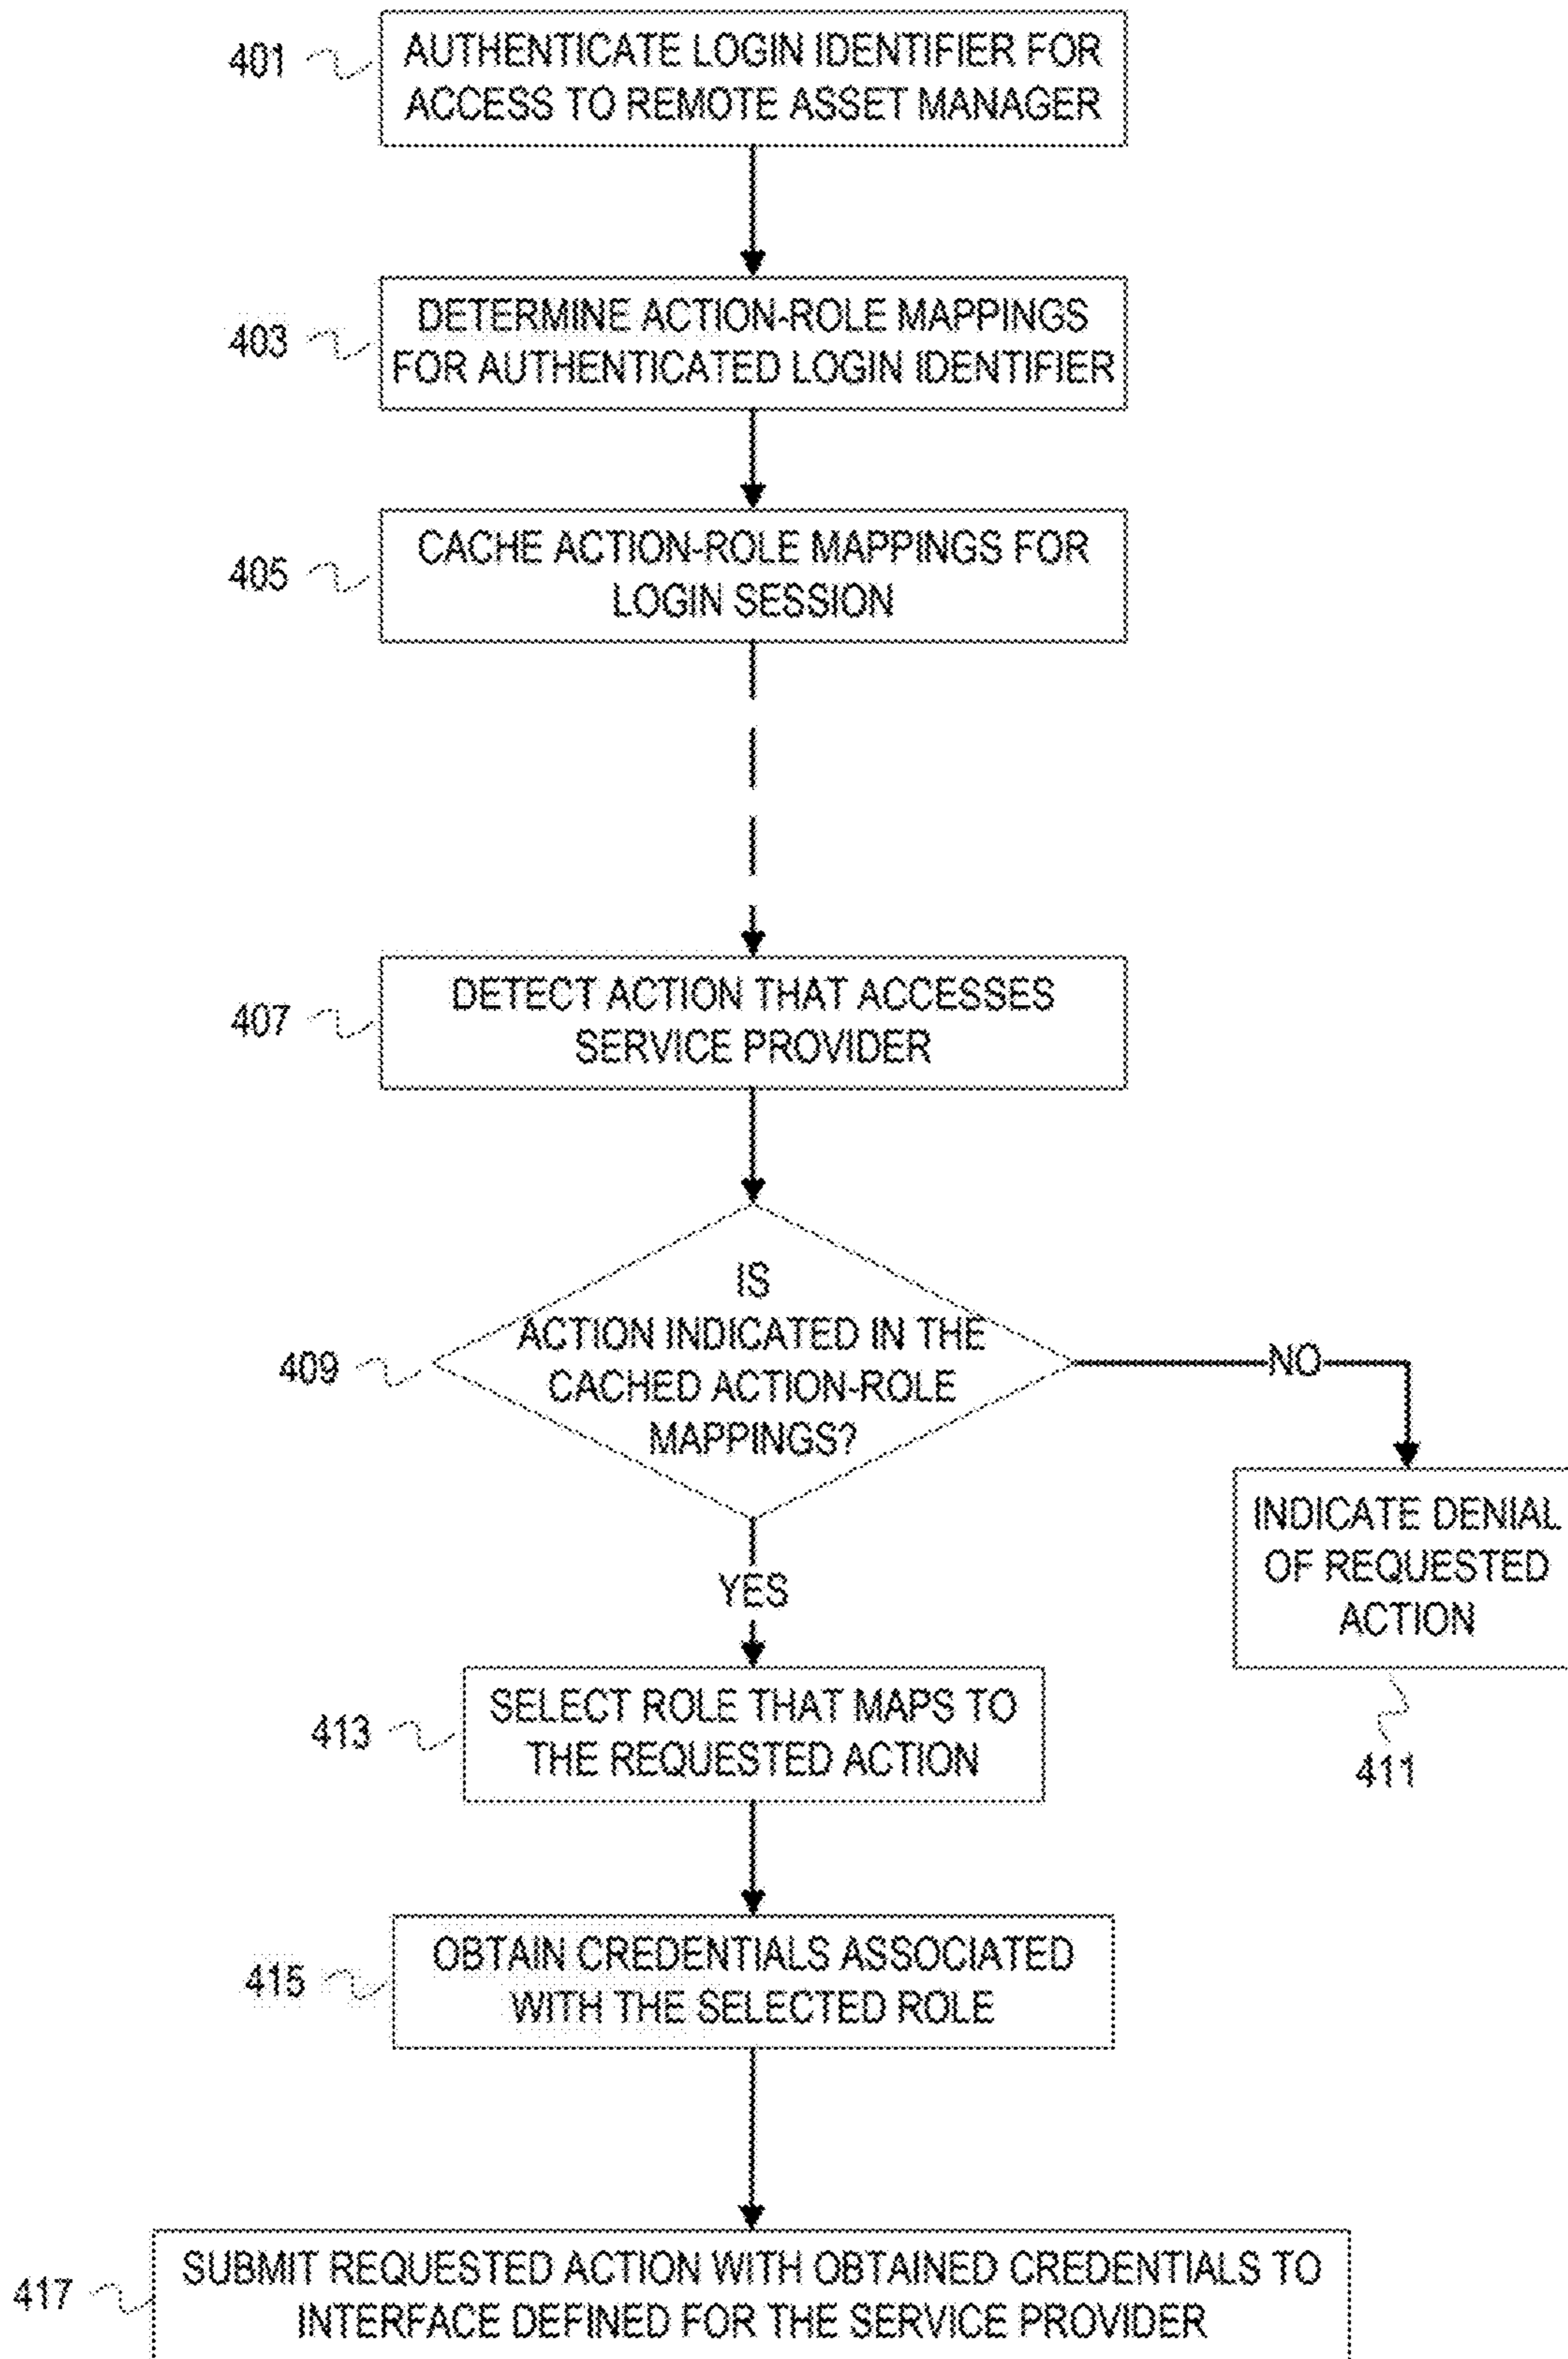 401
AUTHENTICATE LOGIN IDENTIFIER FOR
ACCESS TO REMOTE ASSET MANAGER
403
DETERMINE ACTION-ROLE MAPPINGS
FOR AUTHENTICATED LOGIN IDENTIFIER
405
CACHE ACTION-ROLE MAPPINGS FOR
LOGIN SESSION
407
DETECT ACTION THAT ACCESSES
SERVICE PROVIDER
409
IS
ACTION INDICATED IN THE
CACHED ACTION-ROLE
MAPPINGS?
NO
INDICATE DENIAL
OF REQUESTED
ACTION
411
YES
413
SELECT ROLE THAT MAPS TO
THE REQUESTED ACTION
415
OBTAIN CREDENTIALS ASSOCIATED
WITH THE SELECTED ROLE
417
SUBMIT REQUESTED ACTION WITH OBTAINED CREDENTIALS TO
INTERFACE DEFINED FOR THE SERVICE PROVIDER